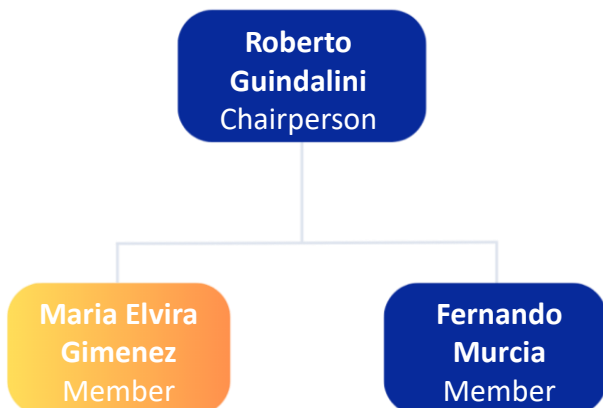 Roberto
Guindalini
Chairperson
Maria Elvira
Gimenez
Member
Fernando
Murcia
Member